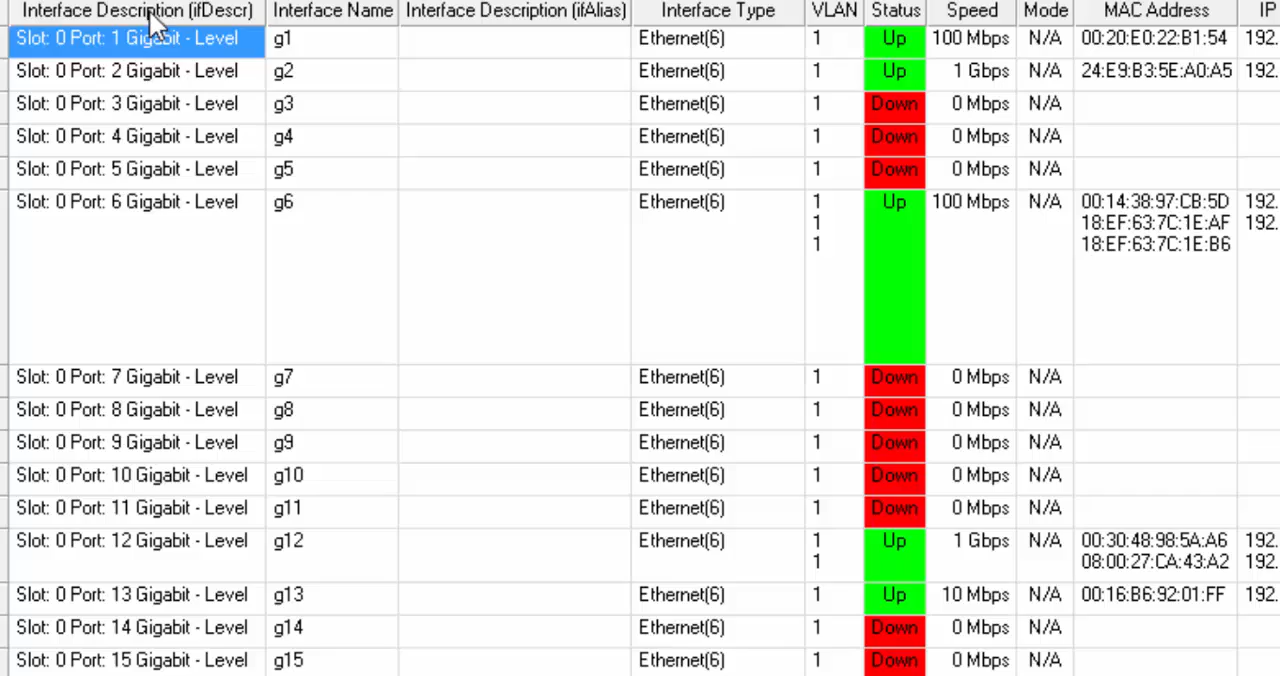 Interface Description (ifDescr) Interface Name Interface Description (ifAlias) Interface Type VLAN Status Speed Mode MAC Address IP
Slot: 0 Port: 1 Gigabit - Level g1 Ethernet(6) 1 Up 100 Mbps N/A 00:20:E0:22:B1:54 192.
Slot: 0 Port: 2 Gigabit - Level g2 Ethernet(6) 1 Up 1 Gbps N/A 24:E9:B3:5E:A0:A5 192.
Slot: 0 Port: 3 Gigabit - Level g3 Ethernet(6) 1 Down 0 Mbps N/A
Slot: 0 Port: 4 Gigabit - Level g4 Ethernet(6) 1 Down 0 Mbps N/A
Slot: 0 Port: 5 Gigabit - Level g5 Ethernet(6) 1 Down 0 Mbps N/A
Slot: 0 Port: 6 Gigabit - Level g6 Ethernet(6) 1 Up 100 Mbps N/A 00:14:38:97:CB:5D 192.
1 18:EF:63:7C:1E:AF 192.
1 18:EF:63:7C:1E:B6
Slot: 0 Port: 7 Gigabit - Level g7 Ethernet(6) 1 Down 0 Mbps N/A
Slot: 0 Port: 8 Gigabit - Level g8 Ethernet(6) 1 Down 0 Mbps N/A
Slot: 0 Port: 9 Gigabit - Level g9 Ethernet(6) 1 Down 0 Mbps N/A
Slot: 0 Port: 10 Gigabit - Level g10 Ethernet(6) 1 Down 0 Mbps N/A
Slot: 0 Port: 11 Gigabit - Level g11 Ethernet(6) 1 Down 0 Mbps N/A
Slot: 0 Port: 12 Gigabit - Level g12 Ethernet(6) 1 Up 1 Gbps N/A 00:30:48:98:5A:A6 192.
1 08:00:27:CA:43:A2 192.
Slot: 0 Port: 13 Gigabit - Level g13 Ethernet(6) 1 Up 10 Mbps N/A 00:16:B6:92:01:FF 192.
Slot: 0 Port: 14 Gigabit - Level g14 Ethernet(6) 1 Down 0 Mbps N/A
Slot: 0 Port: 15 Gigabit - Level g15 Ethernet(6) 1 Down 0 Mbps N/A